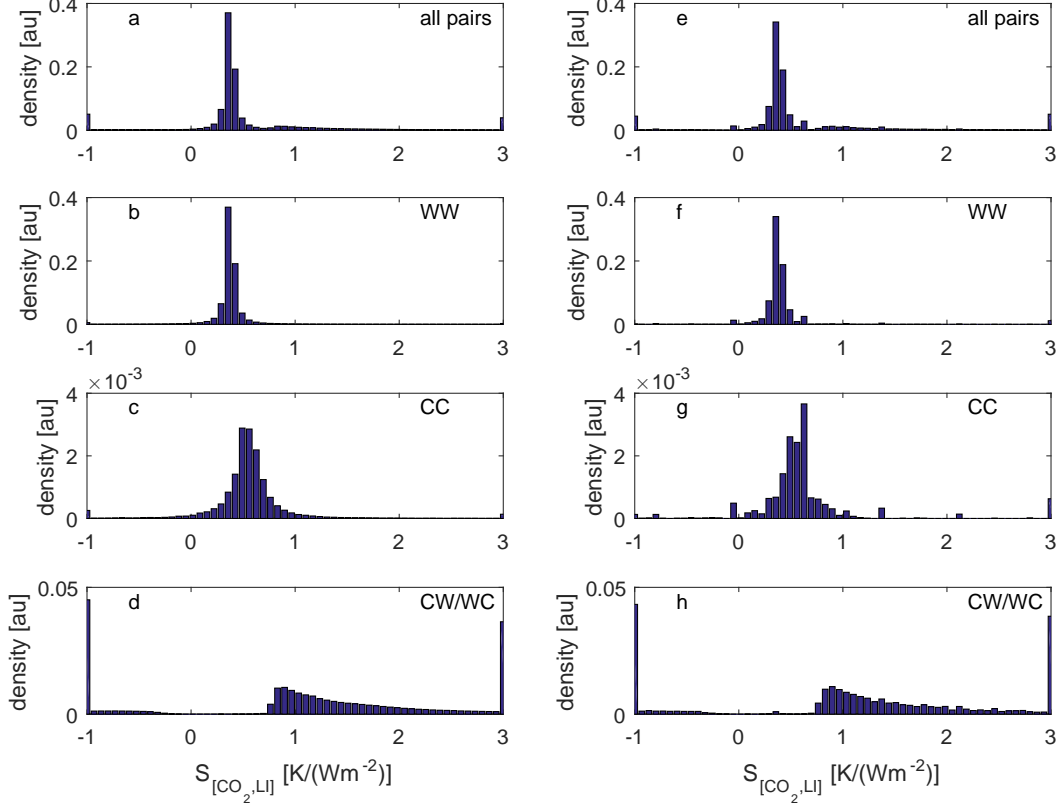 a all pairs
0.4
0.2
0
density [au]
-1 0 1 2 3
e all pairs
0.4
0.2
0
density [au]
-1 0 1 2 3
b WW
0.4
0.2
0
density [au]
-1 0 1 2 3
f WW
0.4
0.2
0
density [au]
-1 0 1 2 3
×10⁻³
c CC
4
2
0
density [au]
-1 0 1 2 3
×10⁻³
g CC
4
2
0
density [au]
-1 0 1 2 3
d CW/WC
0.05
0
density [au]
-1 0 1 2 3
S[CO₂,LI] [K/(Wm⁻²)]
h CW/WC
0.05
0
density [au]
-1 0 1 2 3
S[CO₂,LI] [K/(Wm⁻²)]